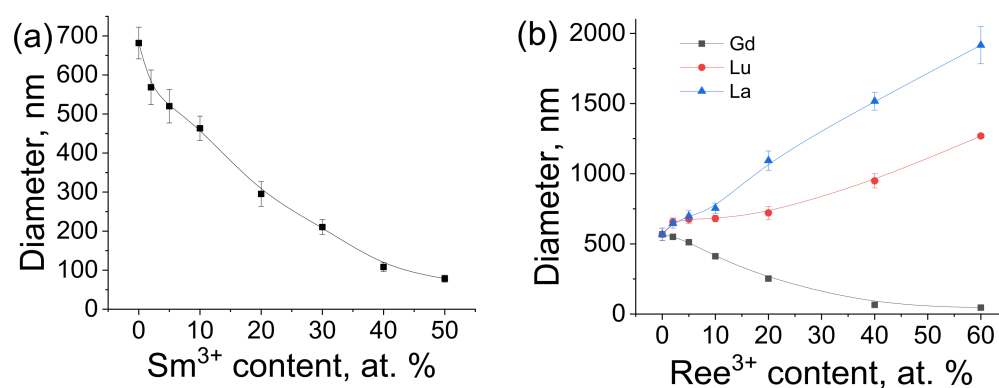 (a)
Diameter, nm
700
600
500
400
300
200
100
0
0 10 20 30 40 50
Sm³⁺ content, at. %
(b)
Gd
Lu
La
Diameter, nm
2000
1500
1000
500
0
0 10 20 30 40 50 60
Ree³⁺ content, at. %